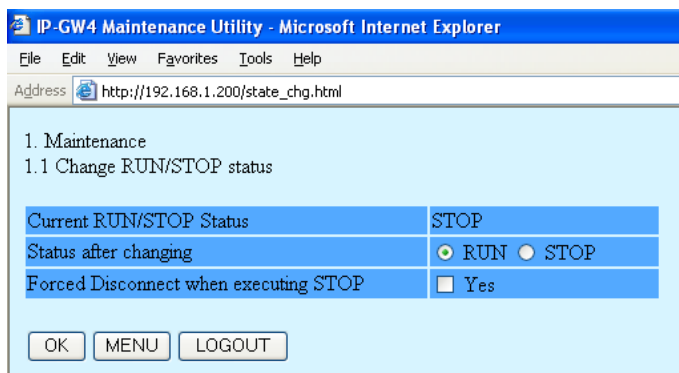 IP-GW4 Maintenance Utility - Microsoft Internet Explorer
File Edit View Favorites Tools Help
Address http://192.168.1.200/state_chg.html
1. Maintenance
1.1 Change RUN/STOP status
Current RUN/STOP Status STOP
Status after changing RUN STOP
Forced Disconnect when executing STOP Yes
OK MENU LOGOUT